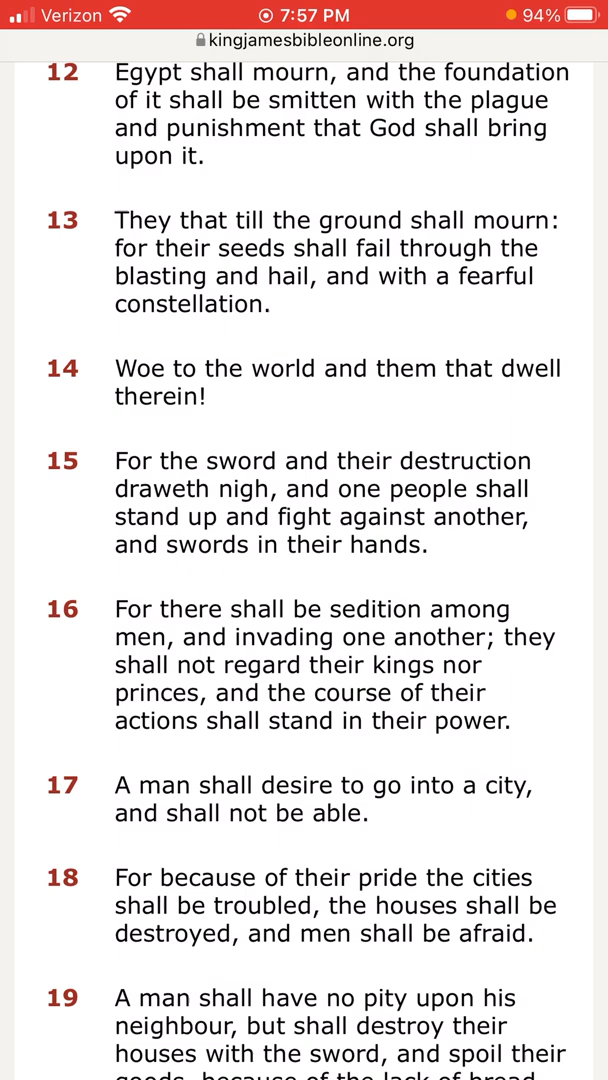 Verizon 7:57 PM 94%
kingjamesbibleonline.org
12 Egypt shall mourn, and the foundation
of it shall be smitten with the plague
and punishment that God shall bring
upon it.
13 They that till the ground shall mourn:
for their seeds shall fail through the
blasting and hail, and with a fearful
constellation.
14 Woe to the world and them that dwell
therein!
15 For the sword and their destruction
draweth nigh, and one people shall
stand up and fight against another,
and swords in their hands.
16 For there shall be sedition among
men, and invading one another; they
shall not regard their kings nor
princes, and the course of their
actions shall stand in their power.
17 A man shall desire to go into a city,
and shall not be able.
18 For because of their pride the cities
shall be troubled, the houses shall be
destroyed, and men shall be afraid.
19 A man shall have no pity upon his
neighbour, but shall destroy their
houses with the sword, and spoil their
goods, because of the lack of bread